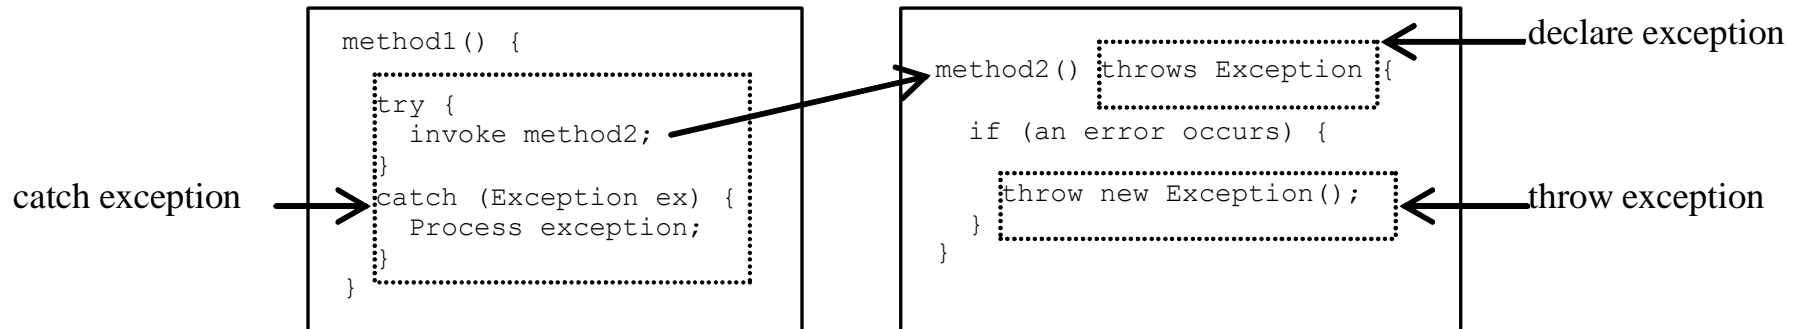 catch exception
method1() {
try {
invoke method2;
}
catch (Exception ex) {
Process exception;
}
}
method2() throws Exception {
if (an error occurs) {
throw new Exception();
}
}
declare exception
throw exception